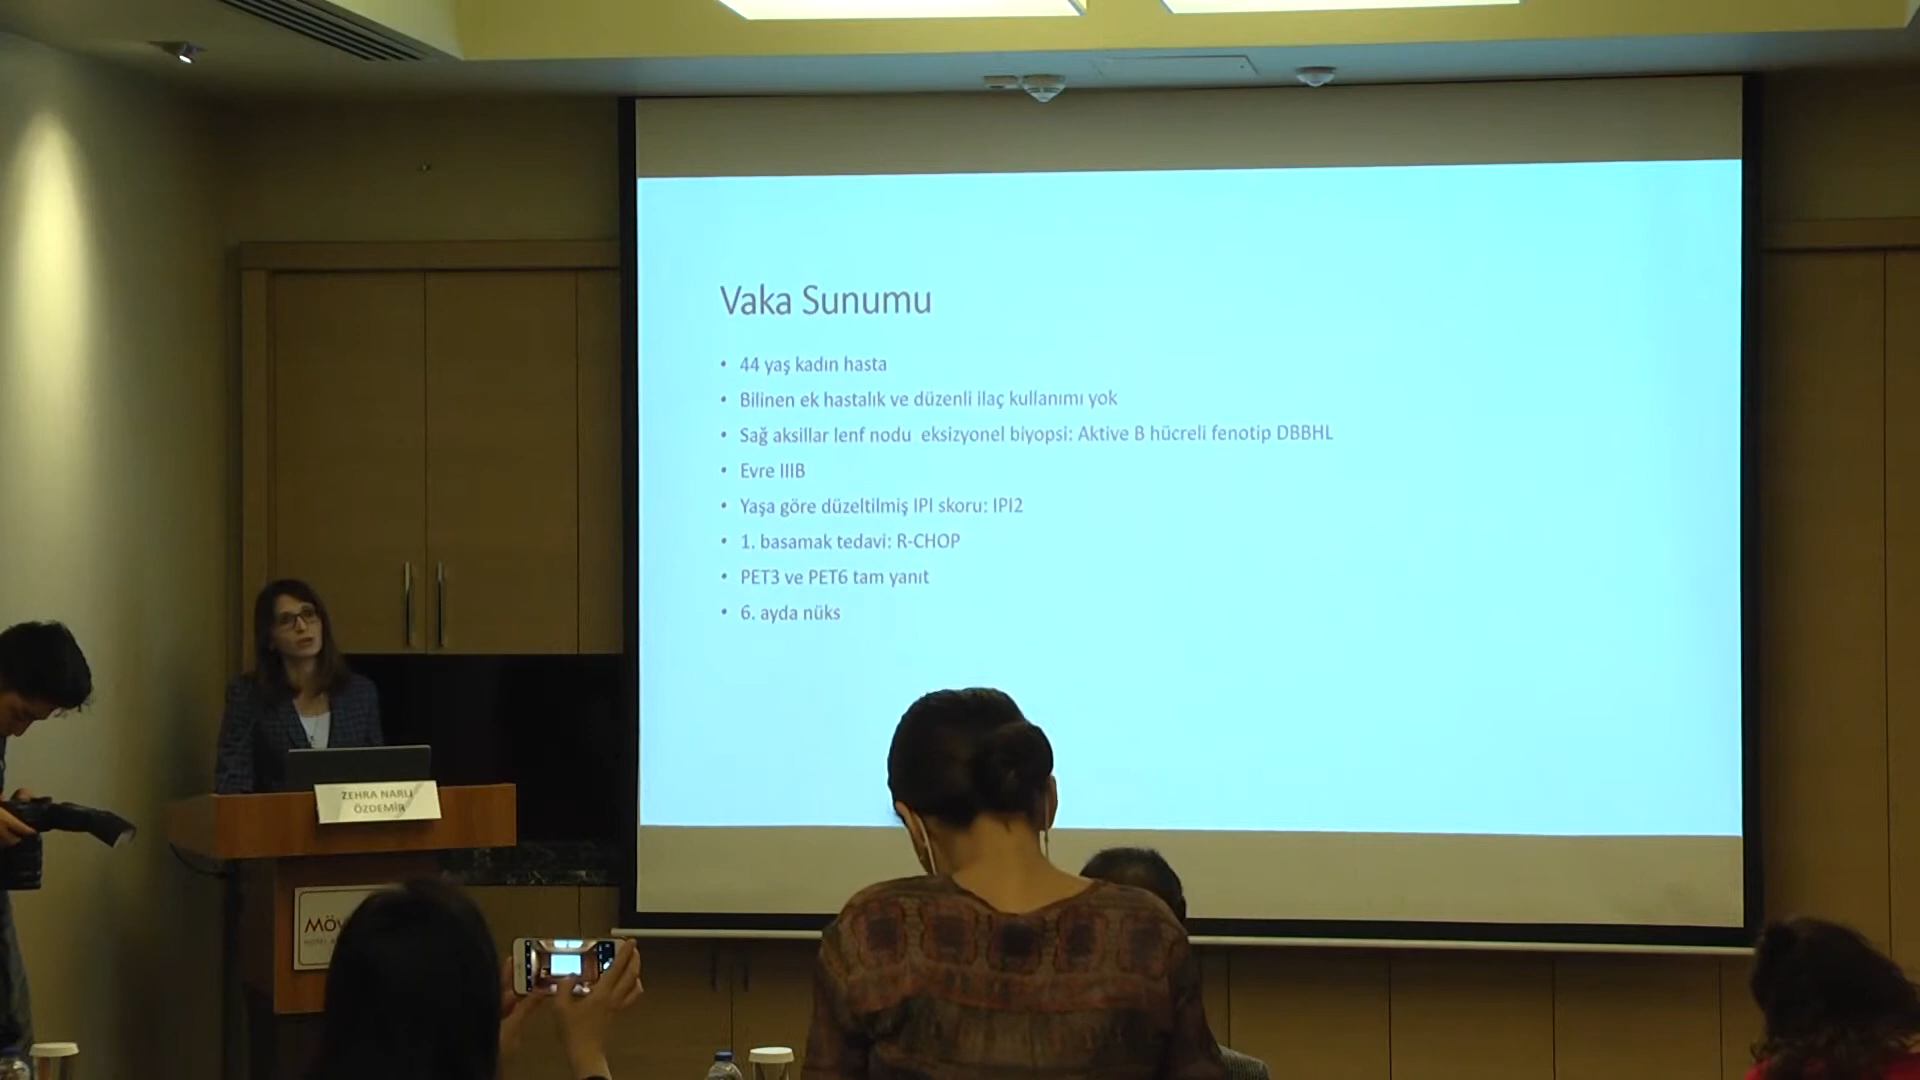 Vaka Sunumu
• 44 yaş kadın hasta
• Bilinen ek hastalık ve düzenli ilaç kullanımı yok
• Sağ aksillar lenf nodu eksizyonel biyopsi: Aktive B hücreli fenotip DBBHL
• Evre IIIB
• Yaşa göre düzeltilmiş IPI skoru: IPI2
• 1. basamak tedavi: R-CHOP
• PET3 ve PET6 tam yanıt
• 6. ayda nüks
ZEHRA NARLI
ÖZDEMİR
MÖV
HOTEL